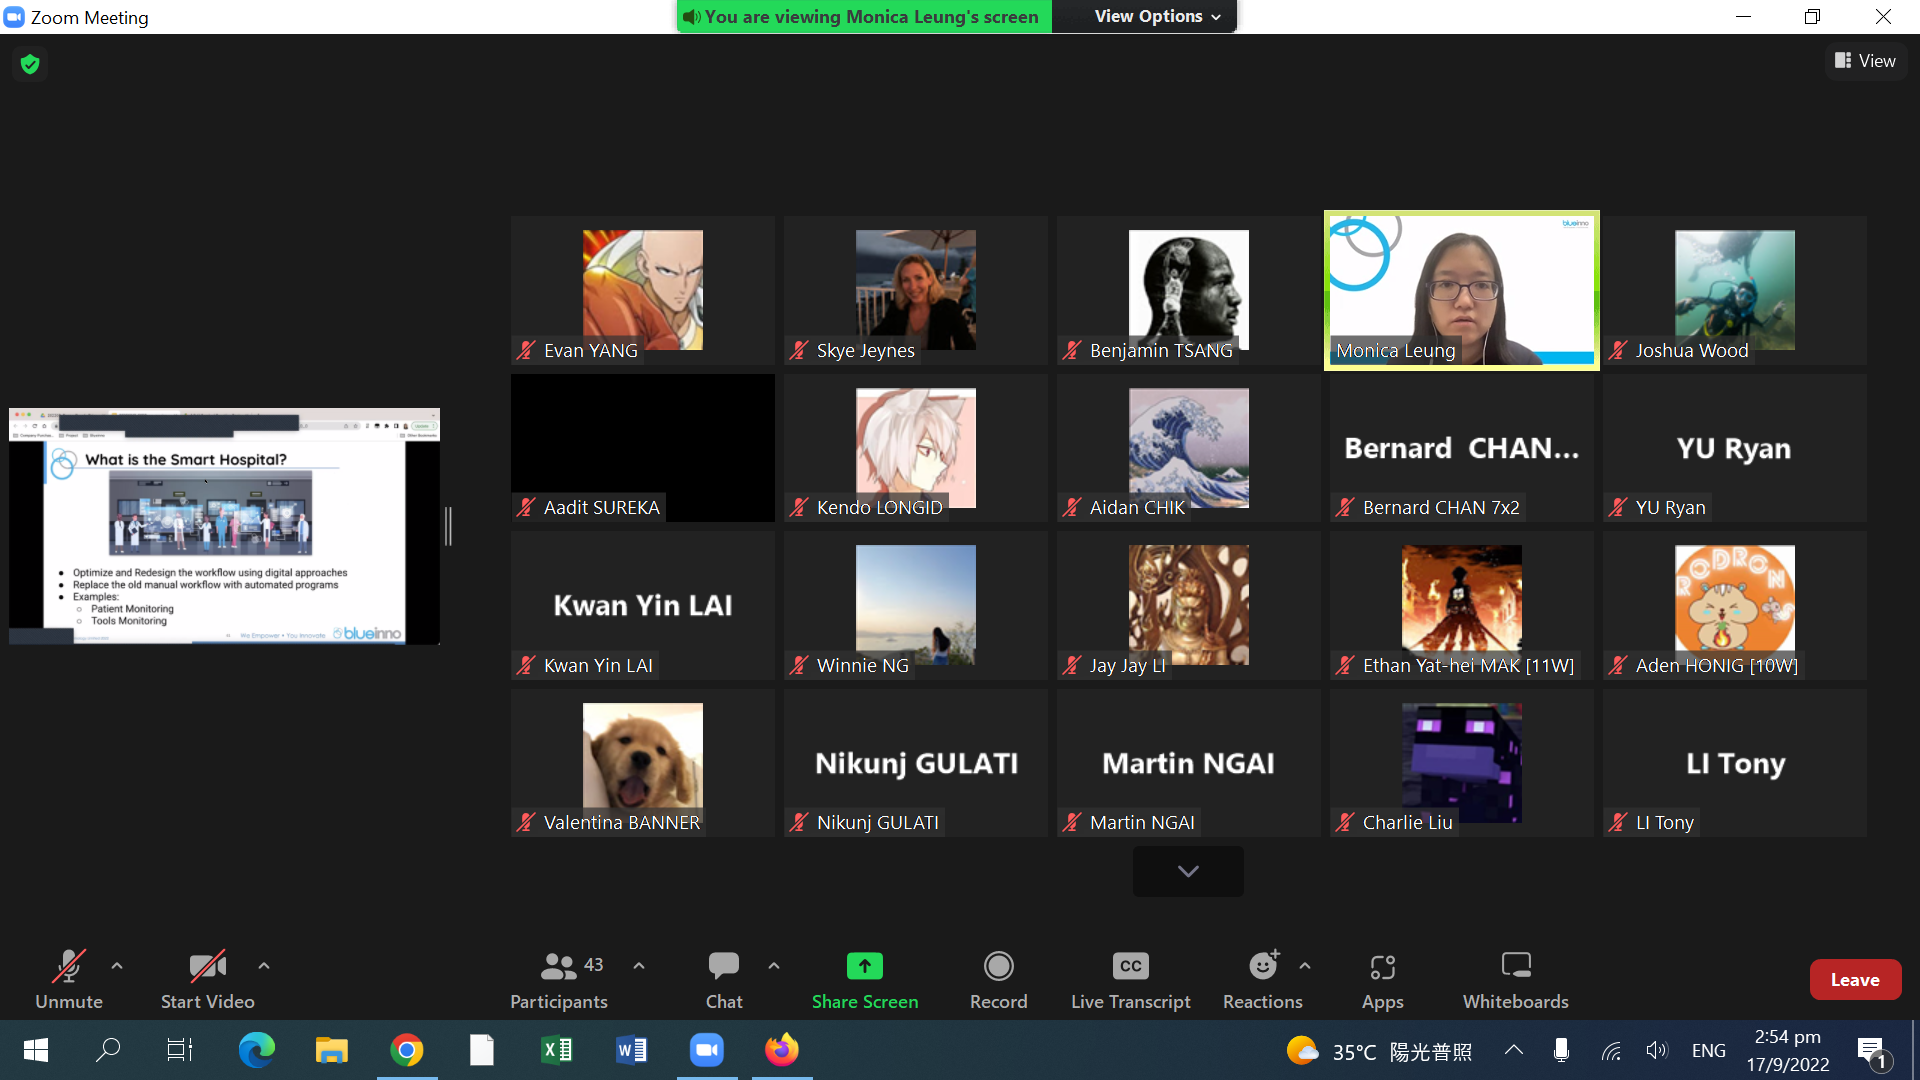 Zoom Meeting
You are viewing Monica Leung's screen
View Options
View
Evan YANG
Skye Jeynes
Benjamin TSANG
blueinno
Monica Leung
Joshua Wood
Aadit SUREKA
Kendo LONGID
Aidan CHIK
Bernard CHAN...
Bernard CHAN 7x2
YU Ryan
YU Ryan
What is the Smart Hospital?
Optimize and Redesign the workflow using digital approaches
Replace the old manual workflow with automated programs
Examples:
Patient Monitoring
Tools Monitoring
We Empower • You Innovate
blueinno
Kwan Yin LAI
Kwan Yin LAI
Winnie NG
Jay Jay LI
Ethan Yat-hei MAK [11W]
RODRON
Aden HONIG [10W]
Valentina BANNER
Nikunj GULATI
Nikunj GULATI
Martin NGAI
Martin NGAI
Charlie Liu
LI Tony
LI Tony
Unmute
Start Video
43
Participants
Chat
Share Screen
Record
CC
Live Transcript
Reactions
Apps
Whiteboards
Leave
35°C 陽光普照
ENG
2:54 pm
17/9/2022
1